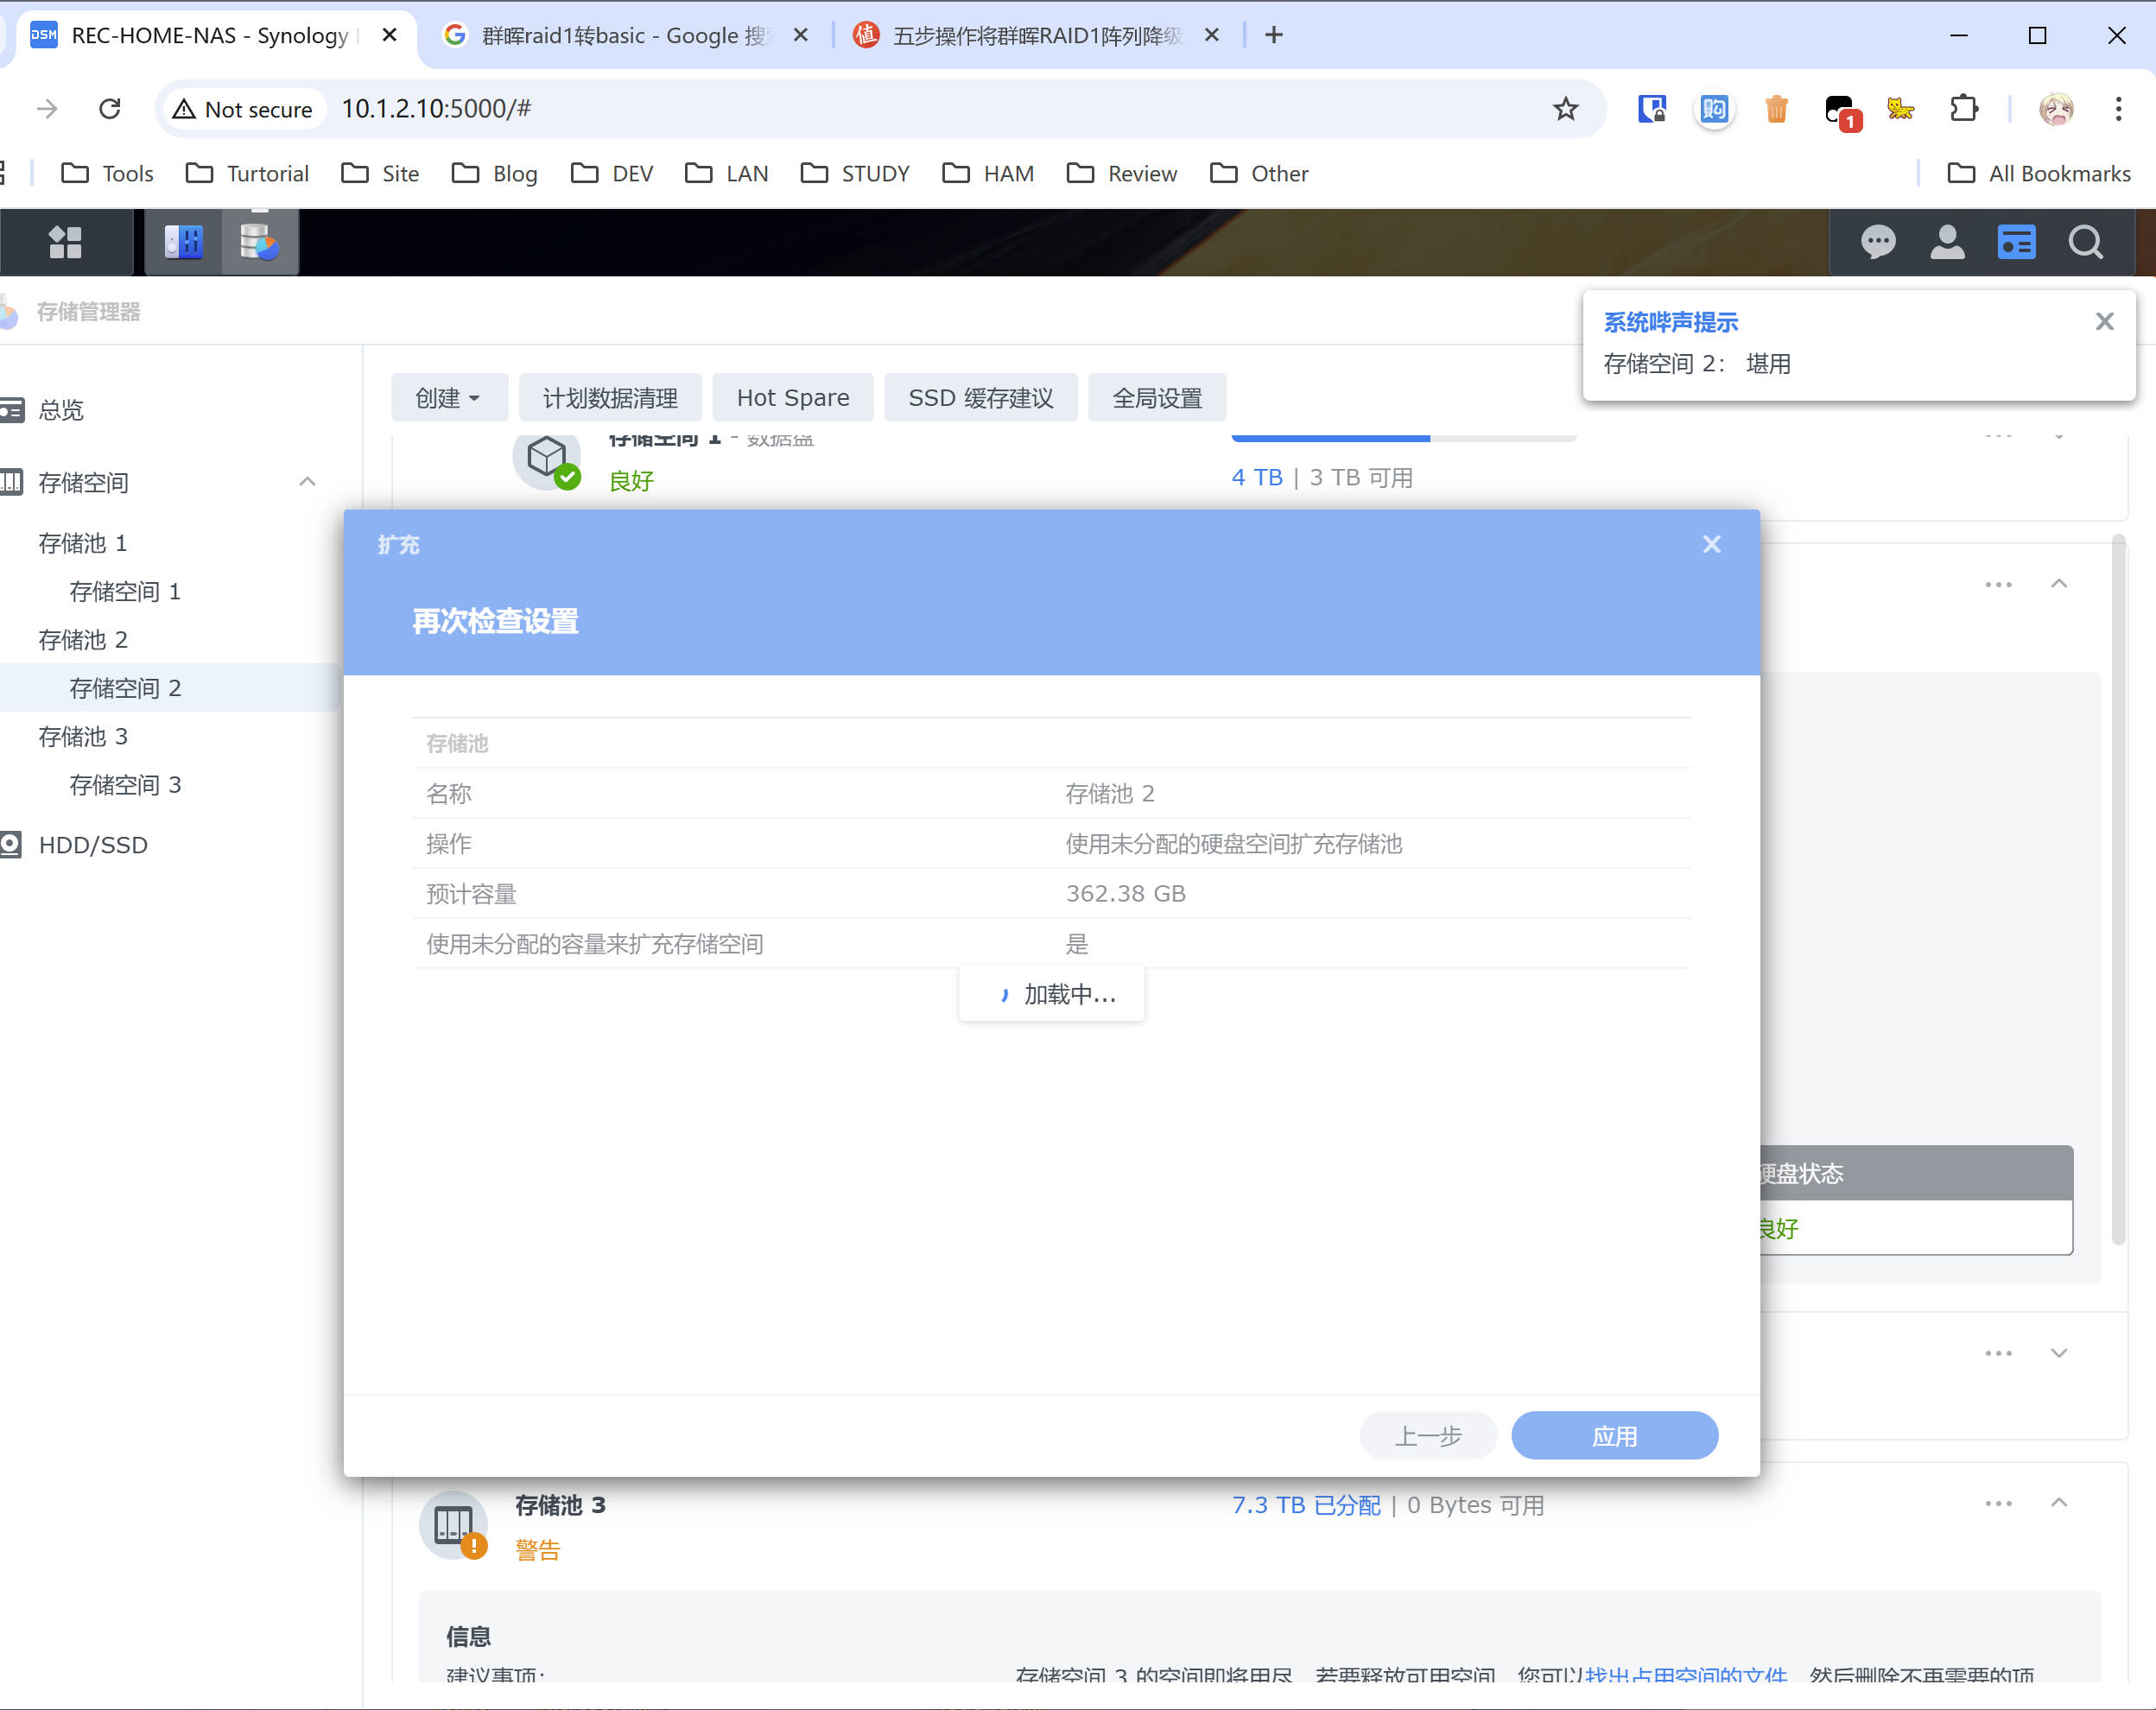 DSM REC-HOME-NAS - Synology
群晖raid1转basic - Google 搜
五步操作将群晖RAID1阵列降级
Not secure 10.1.2.10:5000/#
购
1
Tools Turtorial Site Blog DEV LAN STUDY HAM Review Other All Bookmarks
存储管理器
系统哔声提示
存储空间 2： 堪用
创建 计划数据清理 Hot Spare SSD 缓存建议 全局设置
总览
存储空间
存储池 1
存储空间 1
存储池 2
存储空间 2
存储池 3
存储空间 3
HDD/SSD
存储空间 1 - 数据盘
良好
4 TB | 3 TB 可用
扩充
再次检查设置
存储池
名称 存储池 2
操作 使用未分配的硬盘空间扩充存储池
预计容量 362.38 GB
使用未分配的容量来扩充存储空间 是
加载中...
硬盘状态
良好
上一步 应用
存储池 3
7.3 TB 已分配 | 0 Bytes 可用
警告
信息
建议事项: 存储空间 3 的空间即将用尽，若要释放可用空间，您可以找出占用空间的文件，然后删除不再需要的项